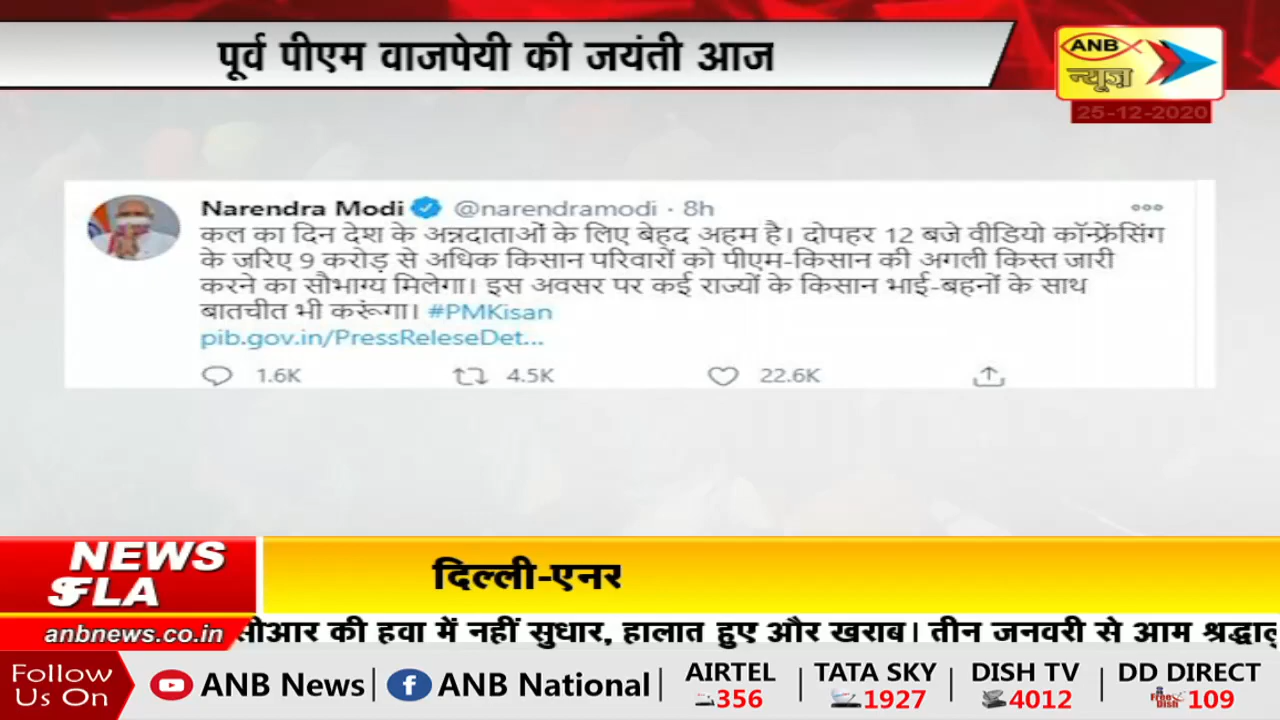 पूर्व पीएम वाजपेयी की जयंती आज
ANB
न्यूज़
25-12-2020
Narendra Modi @narendramodi · 8h
कल का दिन देश के अन्नदाताओं के लिए बेहद अहम है। दोपहर 12 बजे वीडियो कॉन्फ्रेंसिंग
के जरिए 9 करोड़ से अधिक किसान परिवारों को पीएम-किसान की अगली किस्त जारी
करने का सौभाग्य मिलेगा। इस अवसर पर कई राज्यों के किसान भाई-बहनों के साथ
बातचीत भी करूंगा। #PMKisan
pib.gov.in/PressReleseDet...
1.6K 4.5K 22.6K
NEWS
दिल्ली-एनर
FLA
anbnews.co.in
सीआर की हवा में नहीं सुधार, हालात हुए और खराब। तीन जनवरी से आम
Follow
Us On
ANB News
ANB National
AIRTEL
356
TATA SKY
1927
DISH TV
4012
DD DIRECT
Free Dish 109